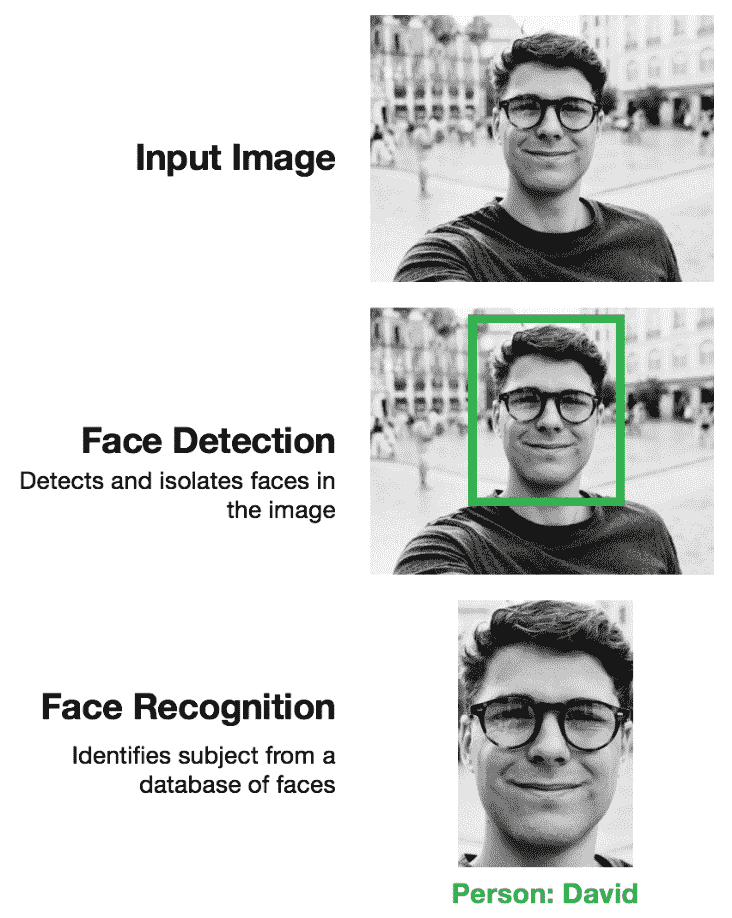 Input Image
Face Detection
Detects and isolates faces in
the image
Face Recognition
Identifies subject from a
database of faces
Person: David